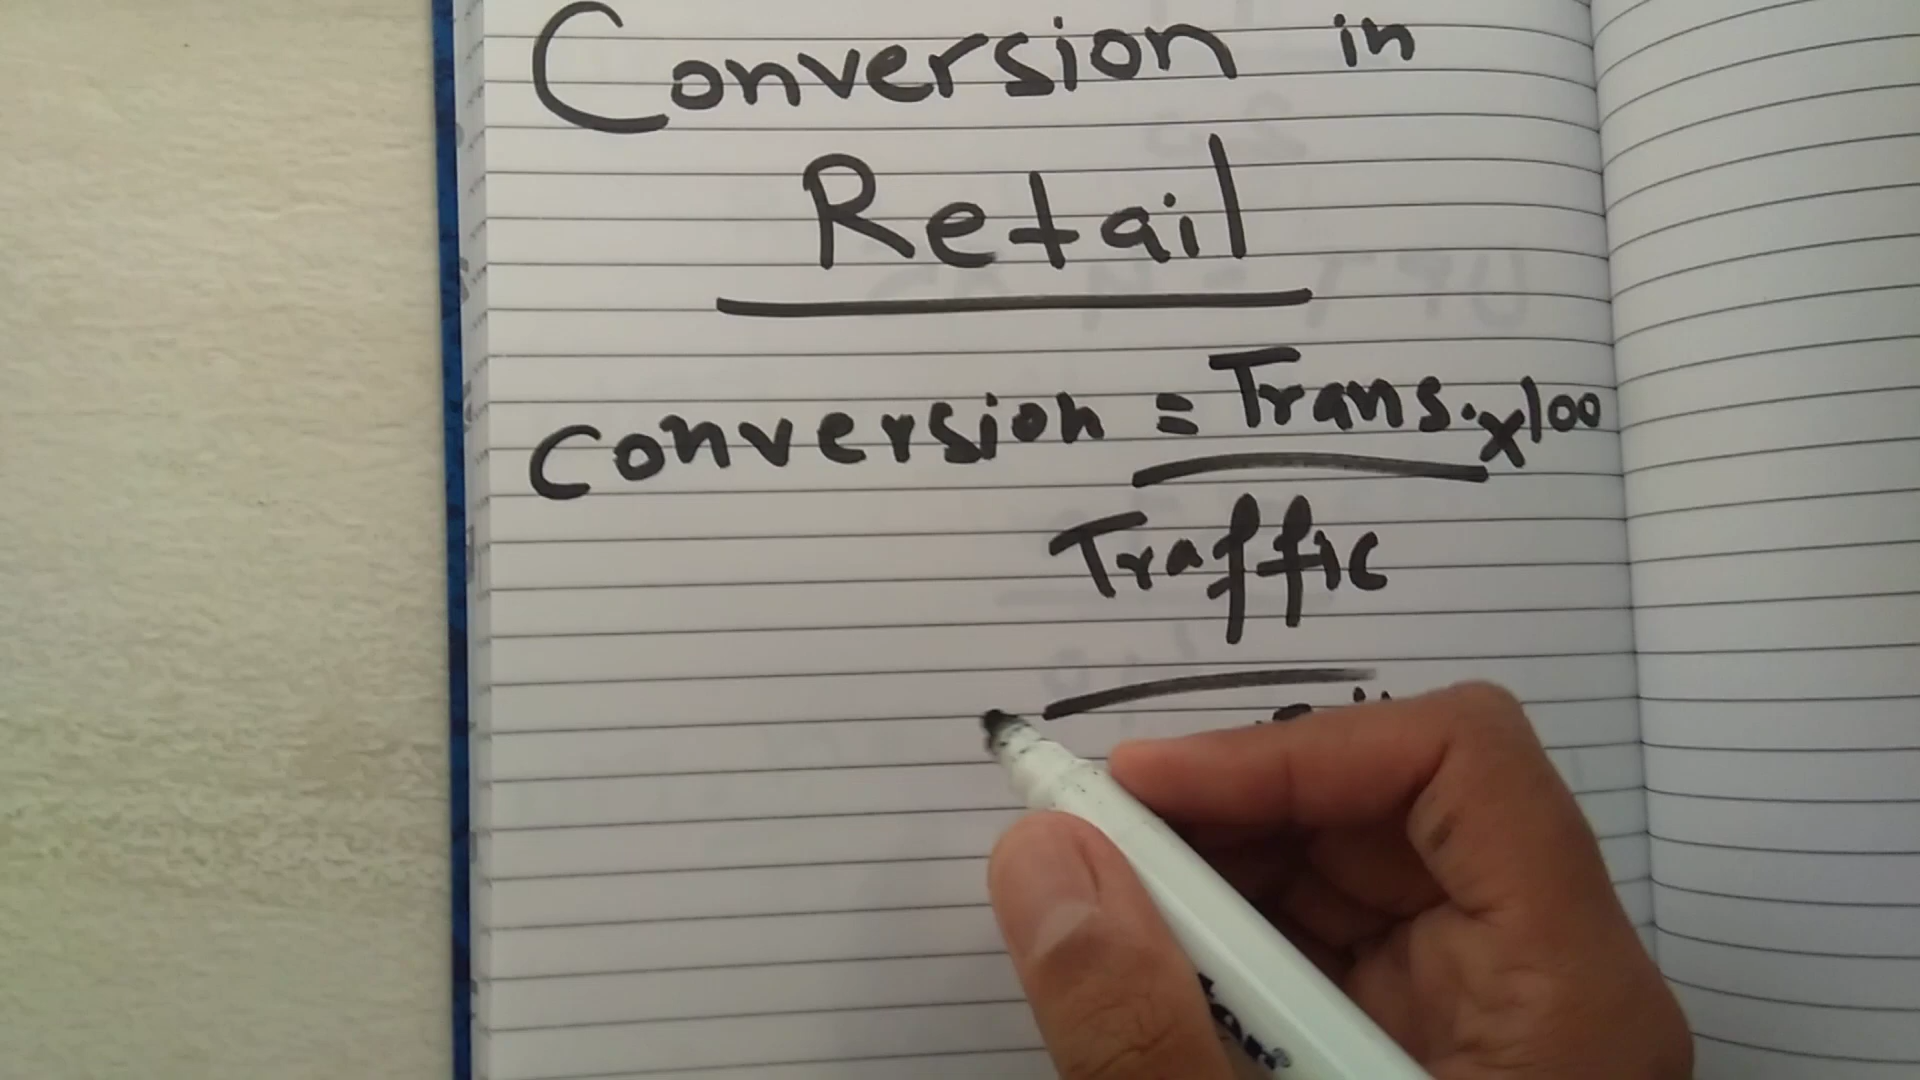 Conversion in
Retail
Conversion = Trans. x100
Traffic